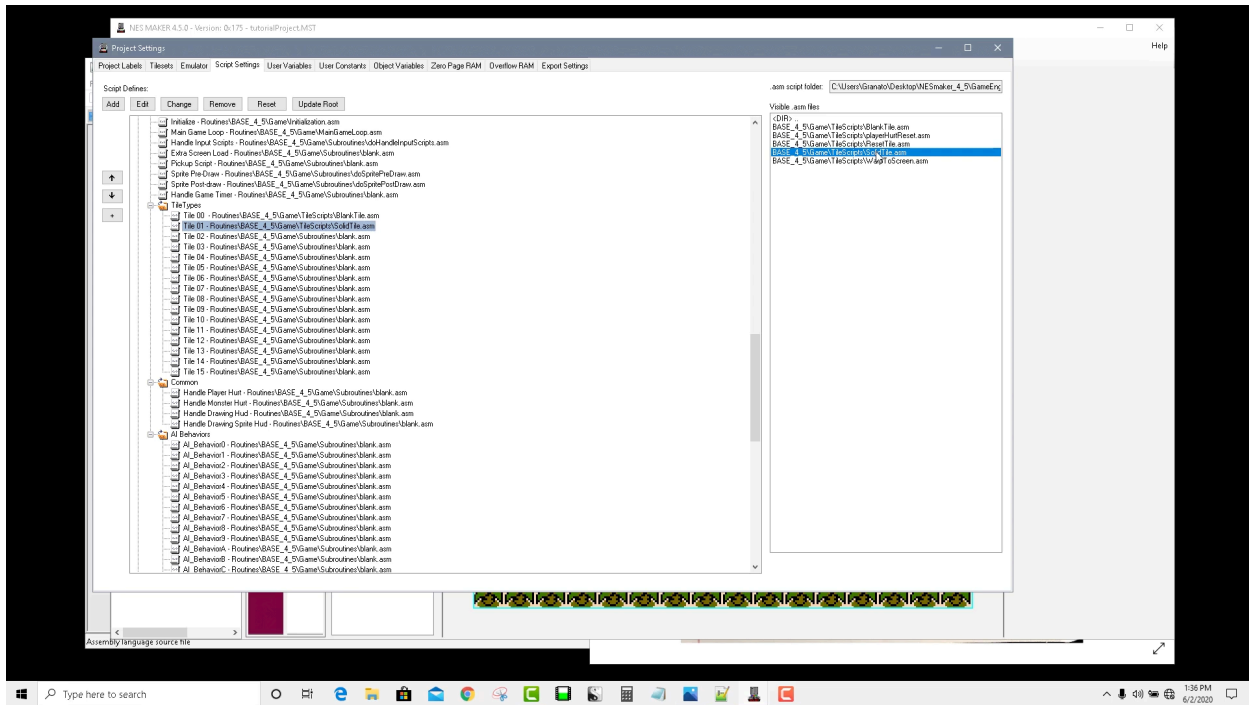 NES MAKER 4.5.0 - Version: 0x175 - tutorialProject.MST
Project Settings
Help
Project Labels Tilesets Emulator Script Settings User Variables User Constants Object Variables Zero Page RAM Overflow RAM Export Settings
Script Defines:
.asm script folder: C:\Users\Granato\Desktop\NESmaker_4_5\GameEng
Add Edit Change Remove Reset Update Root
Visible .asm files
Initialize - Routines\BASE_4_5\Game\Initialization.asm
Main Game Loop - Routines\BASE_4_5\Game\MainGameLoop.asm
Handle Input Scripts - Routines\BASE_4_5\Game\Subroutines\doHandleInputScripts.asm
Extra Screen Load - Routines\BASE_4_5\Game\Subroutines\blank.asm
Pickup Script - Routines\BASE_4_5\Game\Subroutines\blank.asm
Sprite Pre-Draw - Routines\BASE_4_5\Game\Subroutines\doSpritePreDraw.asm
Sprite Post-draw - Routines\BASE_4_5\Game\Subroutines\doSpritePostDraw.asm
Handle Game Timer - Routines\BASE_4_5\Game\Subroutines\blank.asm
TileTypes
Tile 00 - Routines\BASE_4_5\Game\TileScripts\BlankTile.asm
Tile 01 - Routines\BASE_4_5\Game\TileScripts\SolidTile.asm
Tile 02 - Routines\BASE_4_5\Game\Subroutines\blank.asm
Tile 03 - Routines\BASE_4_5\Game\Subroutines\blank.asm
Tile 04 - Routines\BASE_4_5\Game\Subroutines\blank.asm
Tile 05 - Routines\BASE_4_5\Game\Subroutines\blank.asm
Tile 06 - Routines\BASE_4_5\Game\Subroutines\blank.asm
Tile 07 - Routines\BASE_4_5\Game\Subroutines\blank.asm
Tile 08 - Routines\BASE_4_5\Game\Subroutines\blank.asm
Tile 09 - Routines\BASE_4_5\Game\Subroutines\blank.asm
Tile 10 - Routines\BASE_4_5\Game\Subroutines\blank.asm
Tile 11 - Routines\BASE_4_5\Game\Subroutines\blank.asm
Tile 12 - Routines\BASE_4_5\Game\Subroutines\blank.asm
Tile 13 - Routines\BASE_4_5\Game\Subroutines\blank.asm
Tile 14 - Routines\BASE_4_5\Game\Subroutines\blank.asm
Tile 15 - Routines\BASE_4_5\Game\Subroutines\blank.asm
Common
Handle Player Hurt - Routines\BASE_4_5\Game\Subroutines\blank.asm
Handle Monster Hurt - Routines\BASE_4_5\Game\Subroutines\blank.asm
Handle Drawing Hud - Routines\BASE_4_5\Game\Subroutines\blank.asm
Handle Drawing Sprite Hud - Routines\BASE_4_5\Game\Subroutines\blank.asm
AI Behaviors
AI_Behavior0 - Routines\BASE_4_5\Game\Subroutines\blank.asm
AI_Behavior1 - Routines\BASE_4_5\Game\Subroutines\blank.asm
AI_Behavior2 - Routines\BASE_4_5\Game\Subroutines\blank.asm
AI_Behavior3 - Routines\BASE_4_5\Game\Subroutines\blank.asm
AI_Behavior4 - Routines\BASE_4_5\Game\Subroutines\blank.asm
AI_Behavior5 - Routines\BASE_4_5\Game\Subroutines\blank.asm
AI_Behavior6 - Routines\BASE_4_5\Game\Subroutines\blank.asm
AI_Behavior7 - Routines\BASE_4_5\Game\Subroutines\blank.asm
AI_Behavior8 - Routines\BASE_4_5\Game\Subroutines\blank.asm
AI_Behavior9 - Routines\BASE_4_5\Game\Subroutines\blank.asm
AI_BehaviorA - Routines\BASE_4_5\Game\Subroutines\blank.asm
AI_BehaviorB - Routines\BASE_4_5\Game\Subroutines\blank.asm
AI_BehaviorC - Routines\BASE_4_5\Game\Subroutines\blank.asm
<DIR> ..
BASE_4_5\Game\TileScripts\BlankTile.asm
BASE_4_5\Game\TileScripts\playerHurtReset.asm
BASE_4_5\Game\TileScripts\ResetTile.asm
BASE_4_5\Game\TileScripts\SolidTile.asm
BASE_4_5\Game\TileScripts\WarpToScreen.asm
Assembly language source file
Type here to search
1:36 PM
6/2/2020